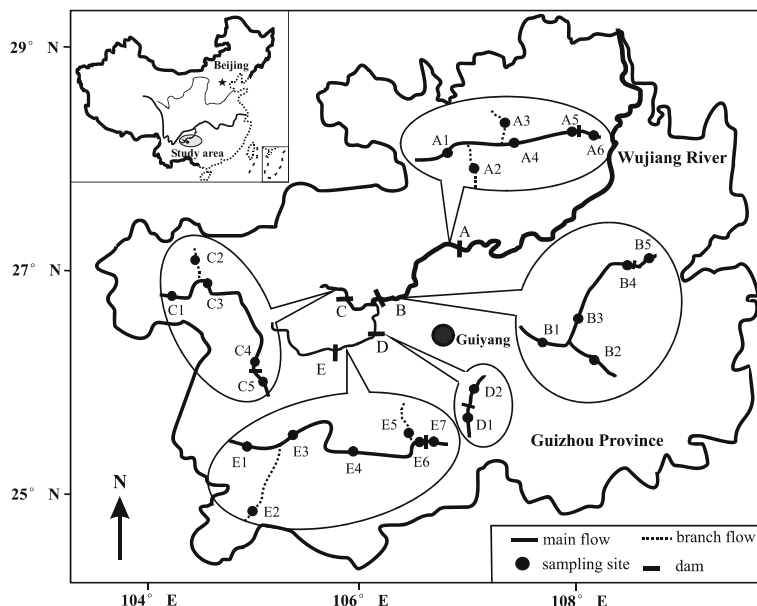 29° N
27
25°
104 ° E
106 ° E
108 ° E
Beijing
Study area
A1
A2
A3
A4
A5
A6
Wujiang River
A
B5
B4
B3
B1
B2
C2
C1
C3
C4
C5
C
B
D
E
Guiyang
D2
D1
E1
E3
E4
E5
E7
E6
E2
Guizhou Province
N
main flow
branch flow
sampling site
dam